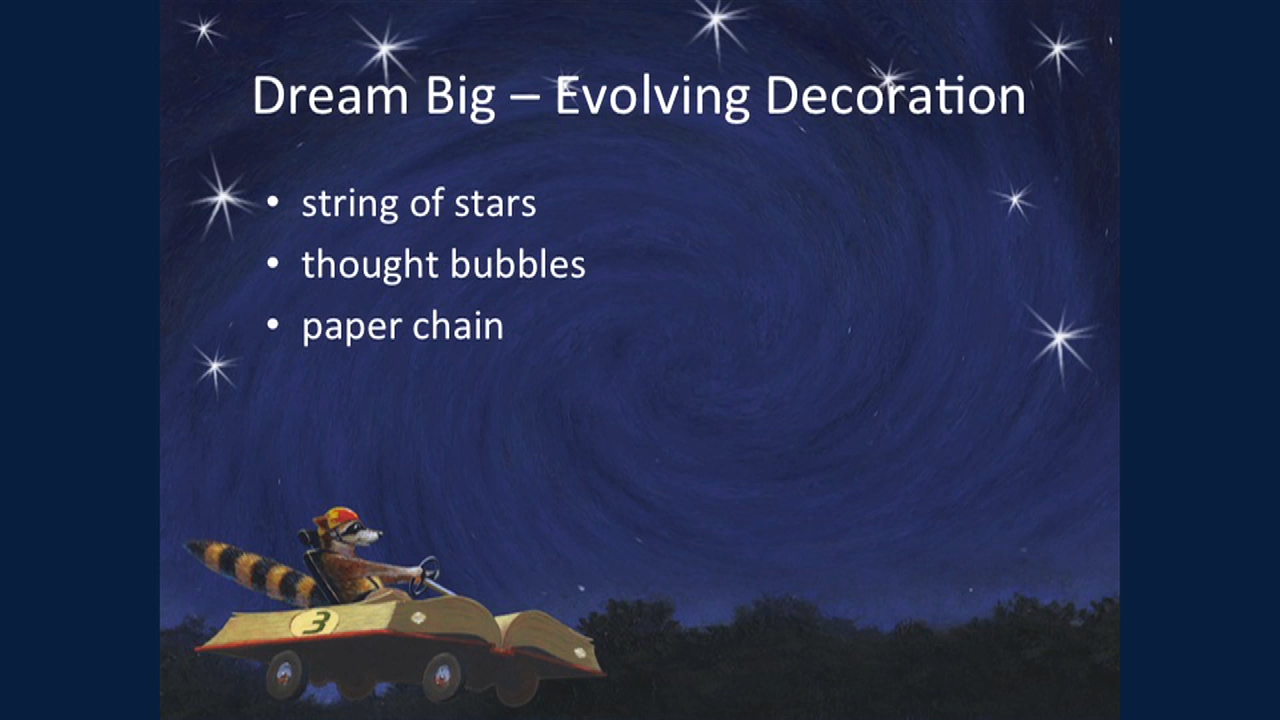 Dream Big – Evolving Decoration
• string of stars
• thought bubbles
• paper chain
3